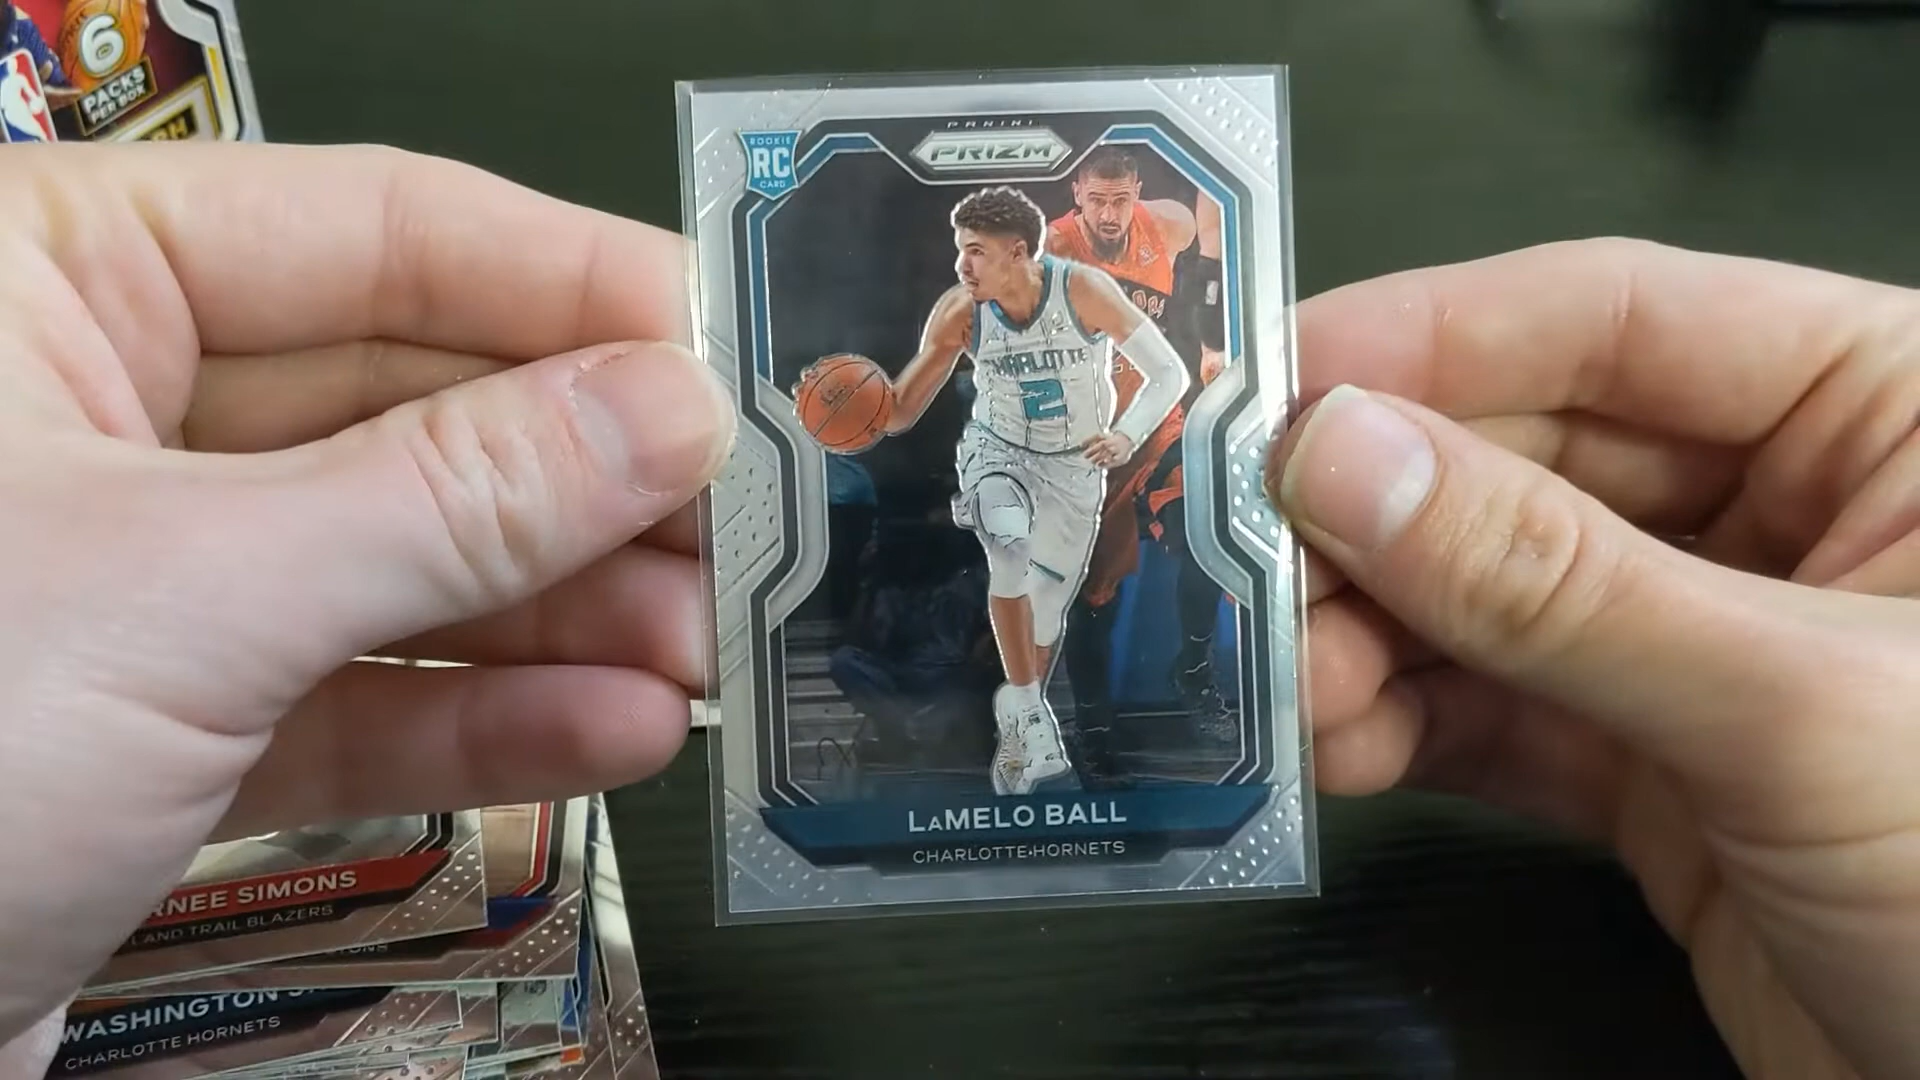 6
PACKS
PER BOX
PANINI
PRIZM
ROOKIE
RC
CARD
CHARLOTTE
2
LaMELO BALL
CHARLOTTE HORNETS
RNEE SIMONS
LAND TRAIL BLAZERS
WASHINGTON
CHARLOTTE HORNETS